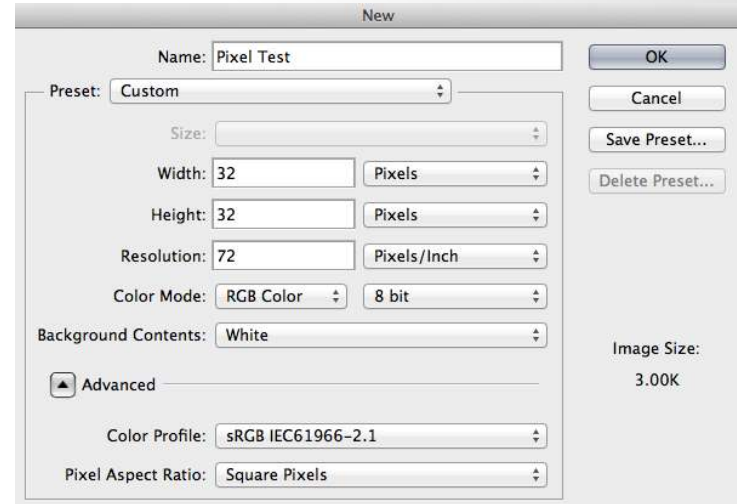 New
Name: Pixel Test
OK
Preset: Custom
Cancel
Size:
Save Preset...
Width: 32 Pixels
Delete Preset...
Height: 32 Pixels
Resolution: 72 Pixels/Inch
Color Mode: RGB Color 8 bit
Background Contents: White
Image Size:
3.00K
Advanced
Color Profile: sRGB IEC61966-2.1
Pixel Aspect Ratio: Square Pixels